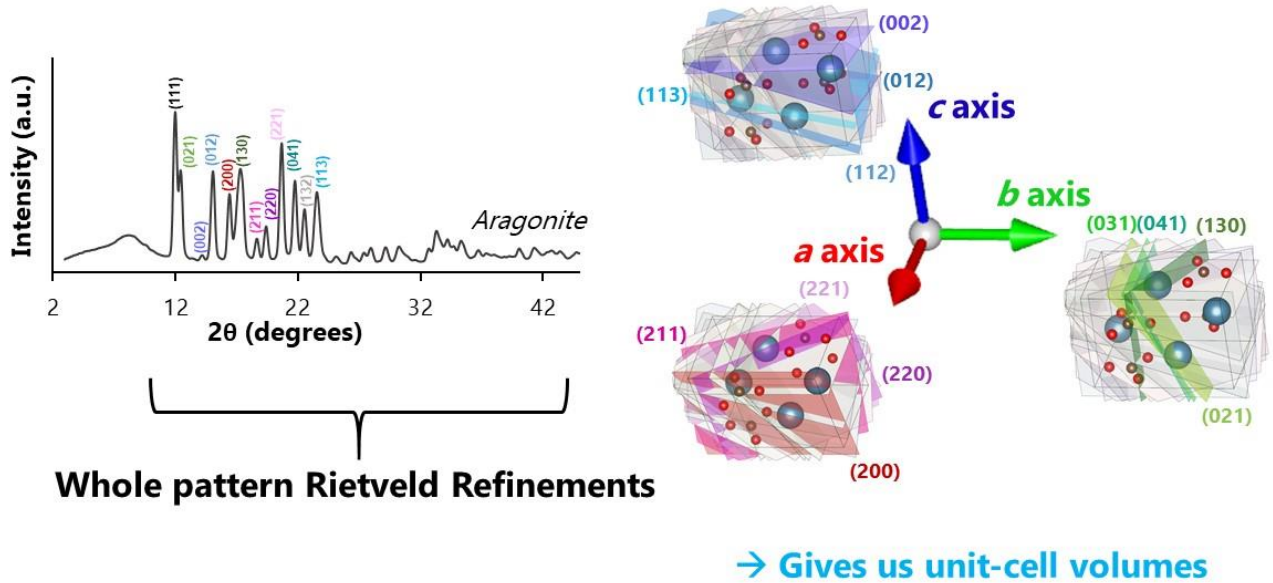 Intensity (a.u.)
(111)
(021)
(002)
(012)
(200)
(130)
(211)
(220)
(221)
(041)
(132)
(113)
Aragonite
2 12 22 32 42
2θ (degrees)
Whole pattern Rietveld Refinements
(002)
(012)
(113)
(112)
c axis
b axis
a axis
(221)
(211)
(220)
(200)
(031) (041) (130)
(021)
→ Gives us unit-cell volumes